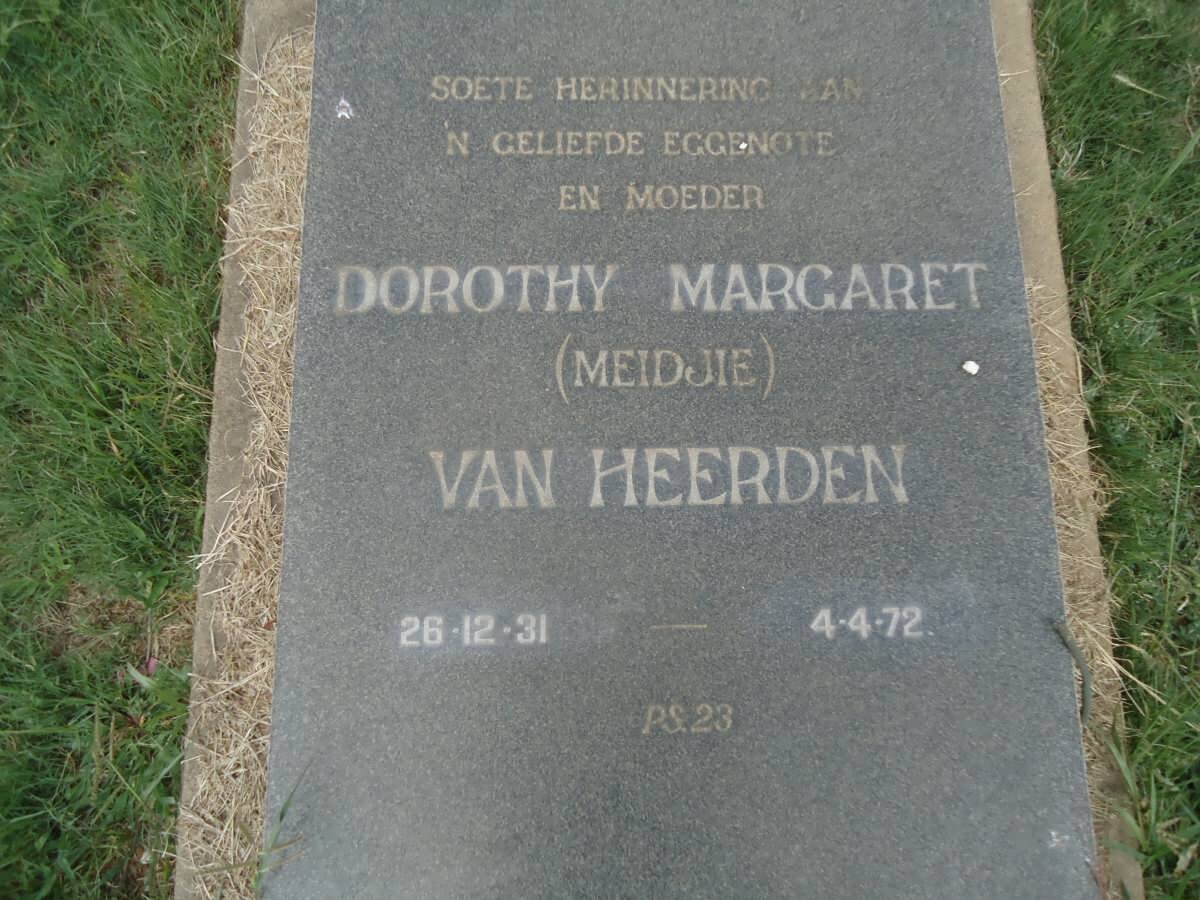 SOETE HERINNERING VAN
'N GELIEFDE EGGENOTE
EN MOEDER
DOROTHY MARGARET
(MEIDJIE)
VAN HEERDEN
26·12·31 — 4·4·72.
PS.23